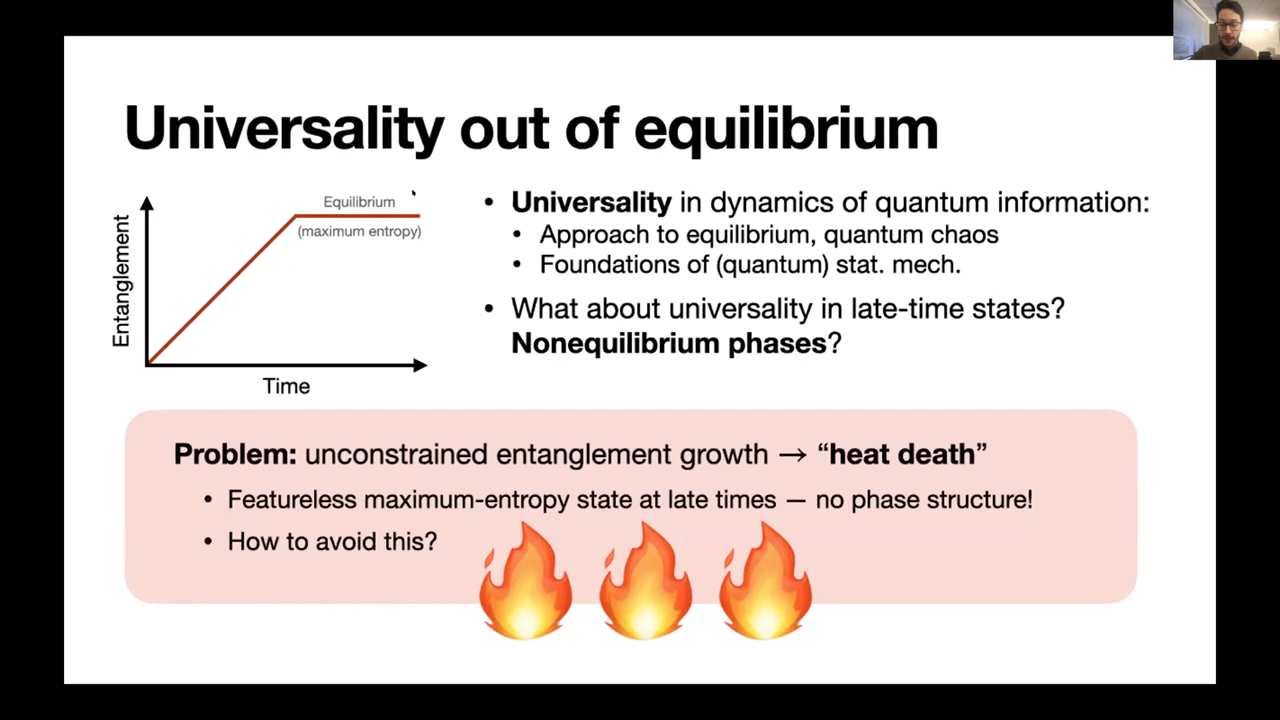 Universality out of equilibrium
Entanglement
Equilibrium
(maximum entropy)
Time
• Universality in dynamics of quantum information:
• Approach to equilibrium, quantum chaos
• Foundations of (quantum) stat. mech.
• What about universality in late-time states?
Nonequilibrium phases?
Problem: unconstrained entanglement growth → “heat death”
• Featureless maximum-entropy state at late times — no phase structure!
• How to avoid this?